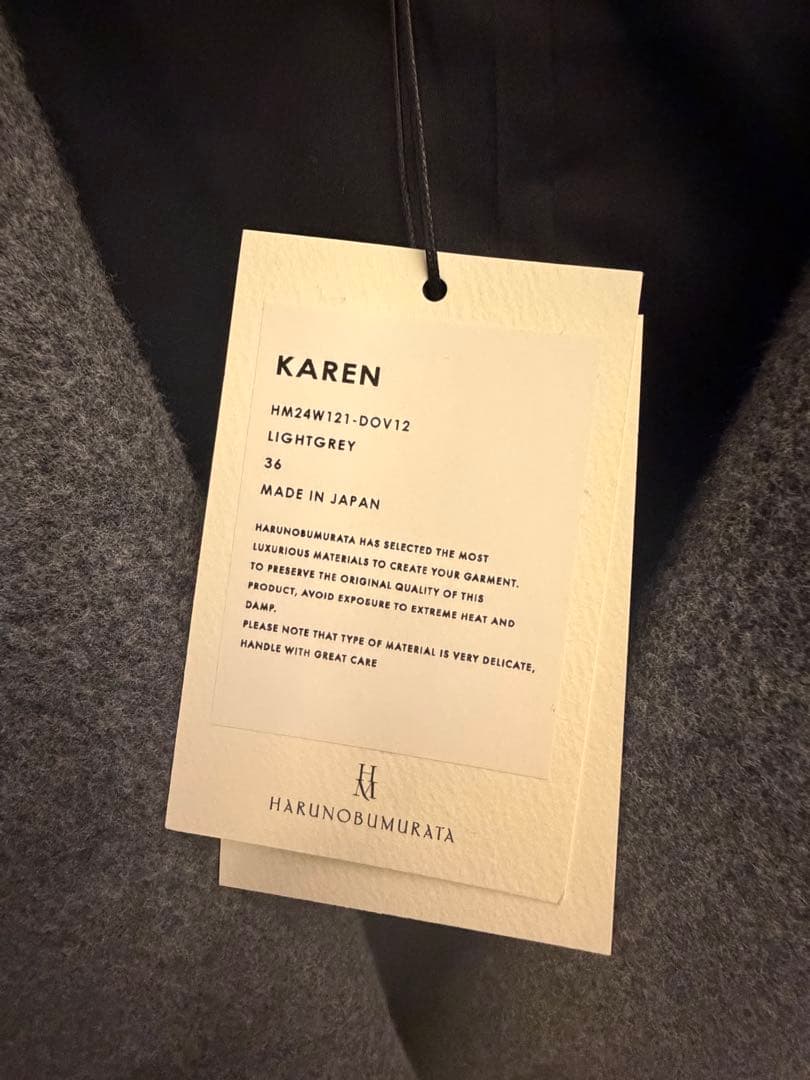 KAREN
HM24W121-DOV12
LIGHTGREY
36
MADE IN JAPAN
HARUNOBUMURATA HAS SELECTED THE MOST
LUXURIOUS MATERIALS TO CREATE YOUR GARMENT.
TO PRESERVE THE ORIGINAL QUALITY OF THIS
PRODUCT, AVOID EXPOSURE TO EXTREME HEAT AND
DAMP.
PLEASE NOTE THAT TYPE OF MATERIAL IS VERY DELICATE,
HANDLE WITH GREAT CARE
HM
HARUNOBUMURATA